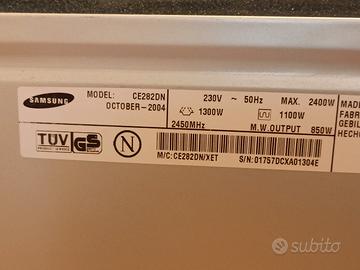 SAMSUNG
MODEL: CE282DN
OCTOBER-2004
230V ~ 50Hz MAX. 2400W
1300W 1100W
2450MHz M.W.OUTPUT 850W
MADE
FABR
GEBIL
HECH
TÜV
GS
N
M/C:CE282DN/XET S/N:01757DCXA01304E
subito